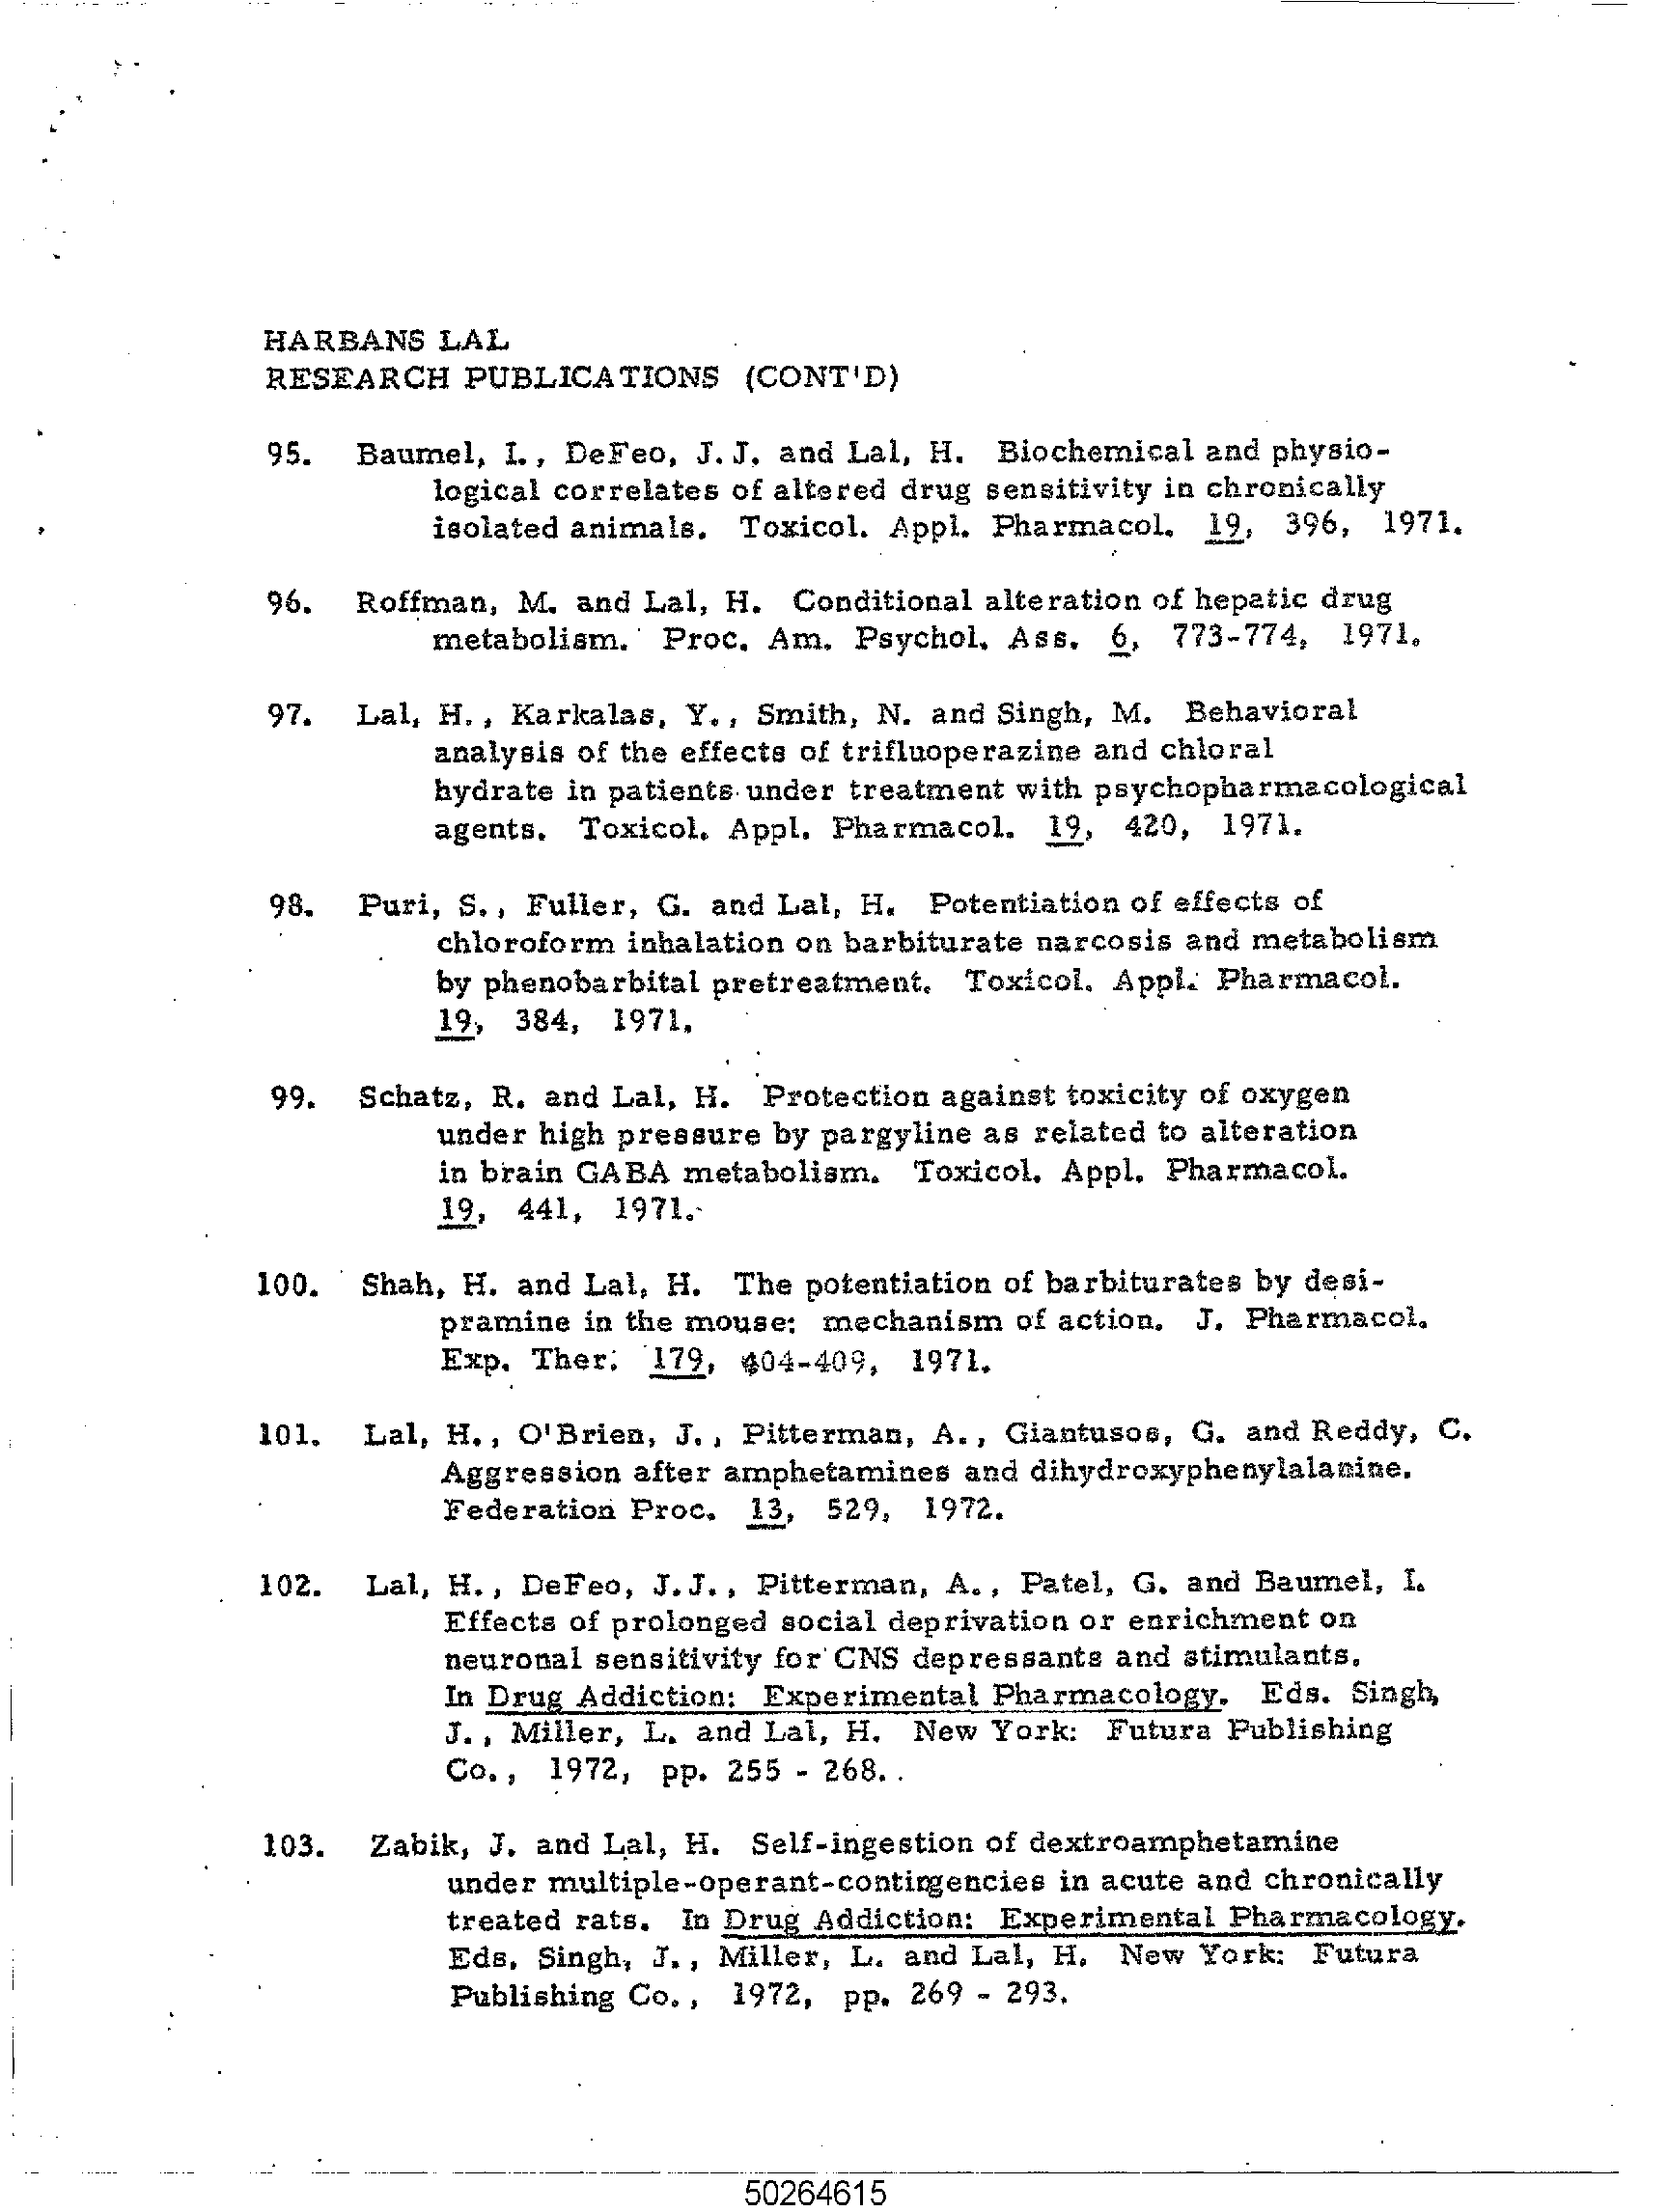 HARBANS LAL
RESEARCH PUBLICATIONS (CONT'D)
95. Baumel, I., DeFeo, J.J. and Lal, H. Biochemical and physio-
logical correlates of altered drug sensitivity in chronically
isolated animals. Toxicol. Appl. Pharmacol. 19, 396, 1971.
96. Roffman, M. and Lal, H. Conditional alteration of hepatic drug
metabolism. Proc. Am. Psychol. Ass. 6, 773-774, 1971.
97. Lal, H., Karkalas, Y., Smith, N. and Singh, M. Behavioral
analysis of the effects of trifluoperazine and chloral
hydrate in patients under treatment with psychopharmacological
agents. Toxicol. Appl. Pharmacol. 19, 420, 1971.
98. Puri, S., Fuller, G. and Lal, H. Potentiation of effects of
chloroform inhalation on barbiturate narcosis and metabolism
by phenobarbital pretreatment. Toxicol. Appl. Pharmacol.
19, 384, 1971.
99. Schatz, R. and Lal, H. Protection against toxicity of oxygen
under high pressure by pargyline as related to alteration
in brain GABA metabolism. Toxicol. Appl. Pharmacol.
19, 441, 1971.
100. Shah, H. and Lal, H. The potentiation of barbiturates by desi-
pramine in the mouse: mechanism of action. J. Pharmacol.
Exp. Ther. 179, 404-409, 1971.
101. Lal, H., O'Brien, J., Pitterman, A., Giantusos, G. and Reddy, C.
Aggression after amphetamines and dihydroxyphenylalanine.
Federation Proc. 13, 529, 1972.
102. Lal, H., DeFeo, J.J., Pitterman, A., Patel, G. and Baumel, I.
Effects of prolonged social deprivation or enrichment on
neuronal sensitivity for CNS depressants and stimulants.
In Drug Addiction: Experimental Pharmacology. Eds. Singh,
J., Miller, L. and Lal, H. New York: Futura Publishing
Co., 1972, pp. 255 - 268.
103. Zabik, J. and Lal, H. Self-ingestion of dextroamphetamine
under multiple-operant-contingencies in acute and chronically
treated rats. In Drug Addiction: Experimental Pharmacology.
Eds. Singh, J., Miller, L. and Lal, H. New York: Futura
Publishing Co., 1972, pp. 269 - 293.
50264615